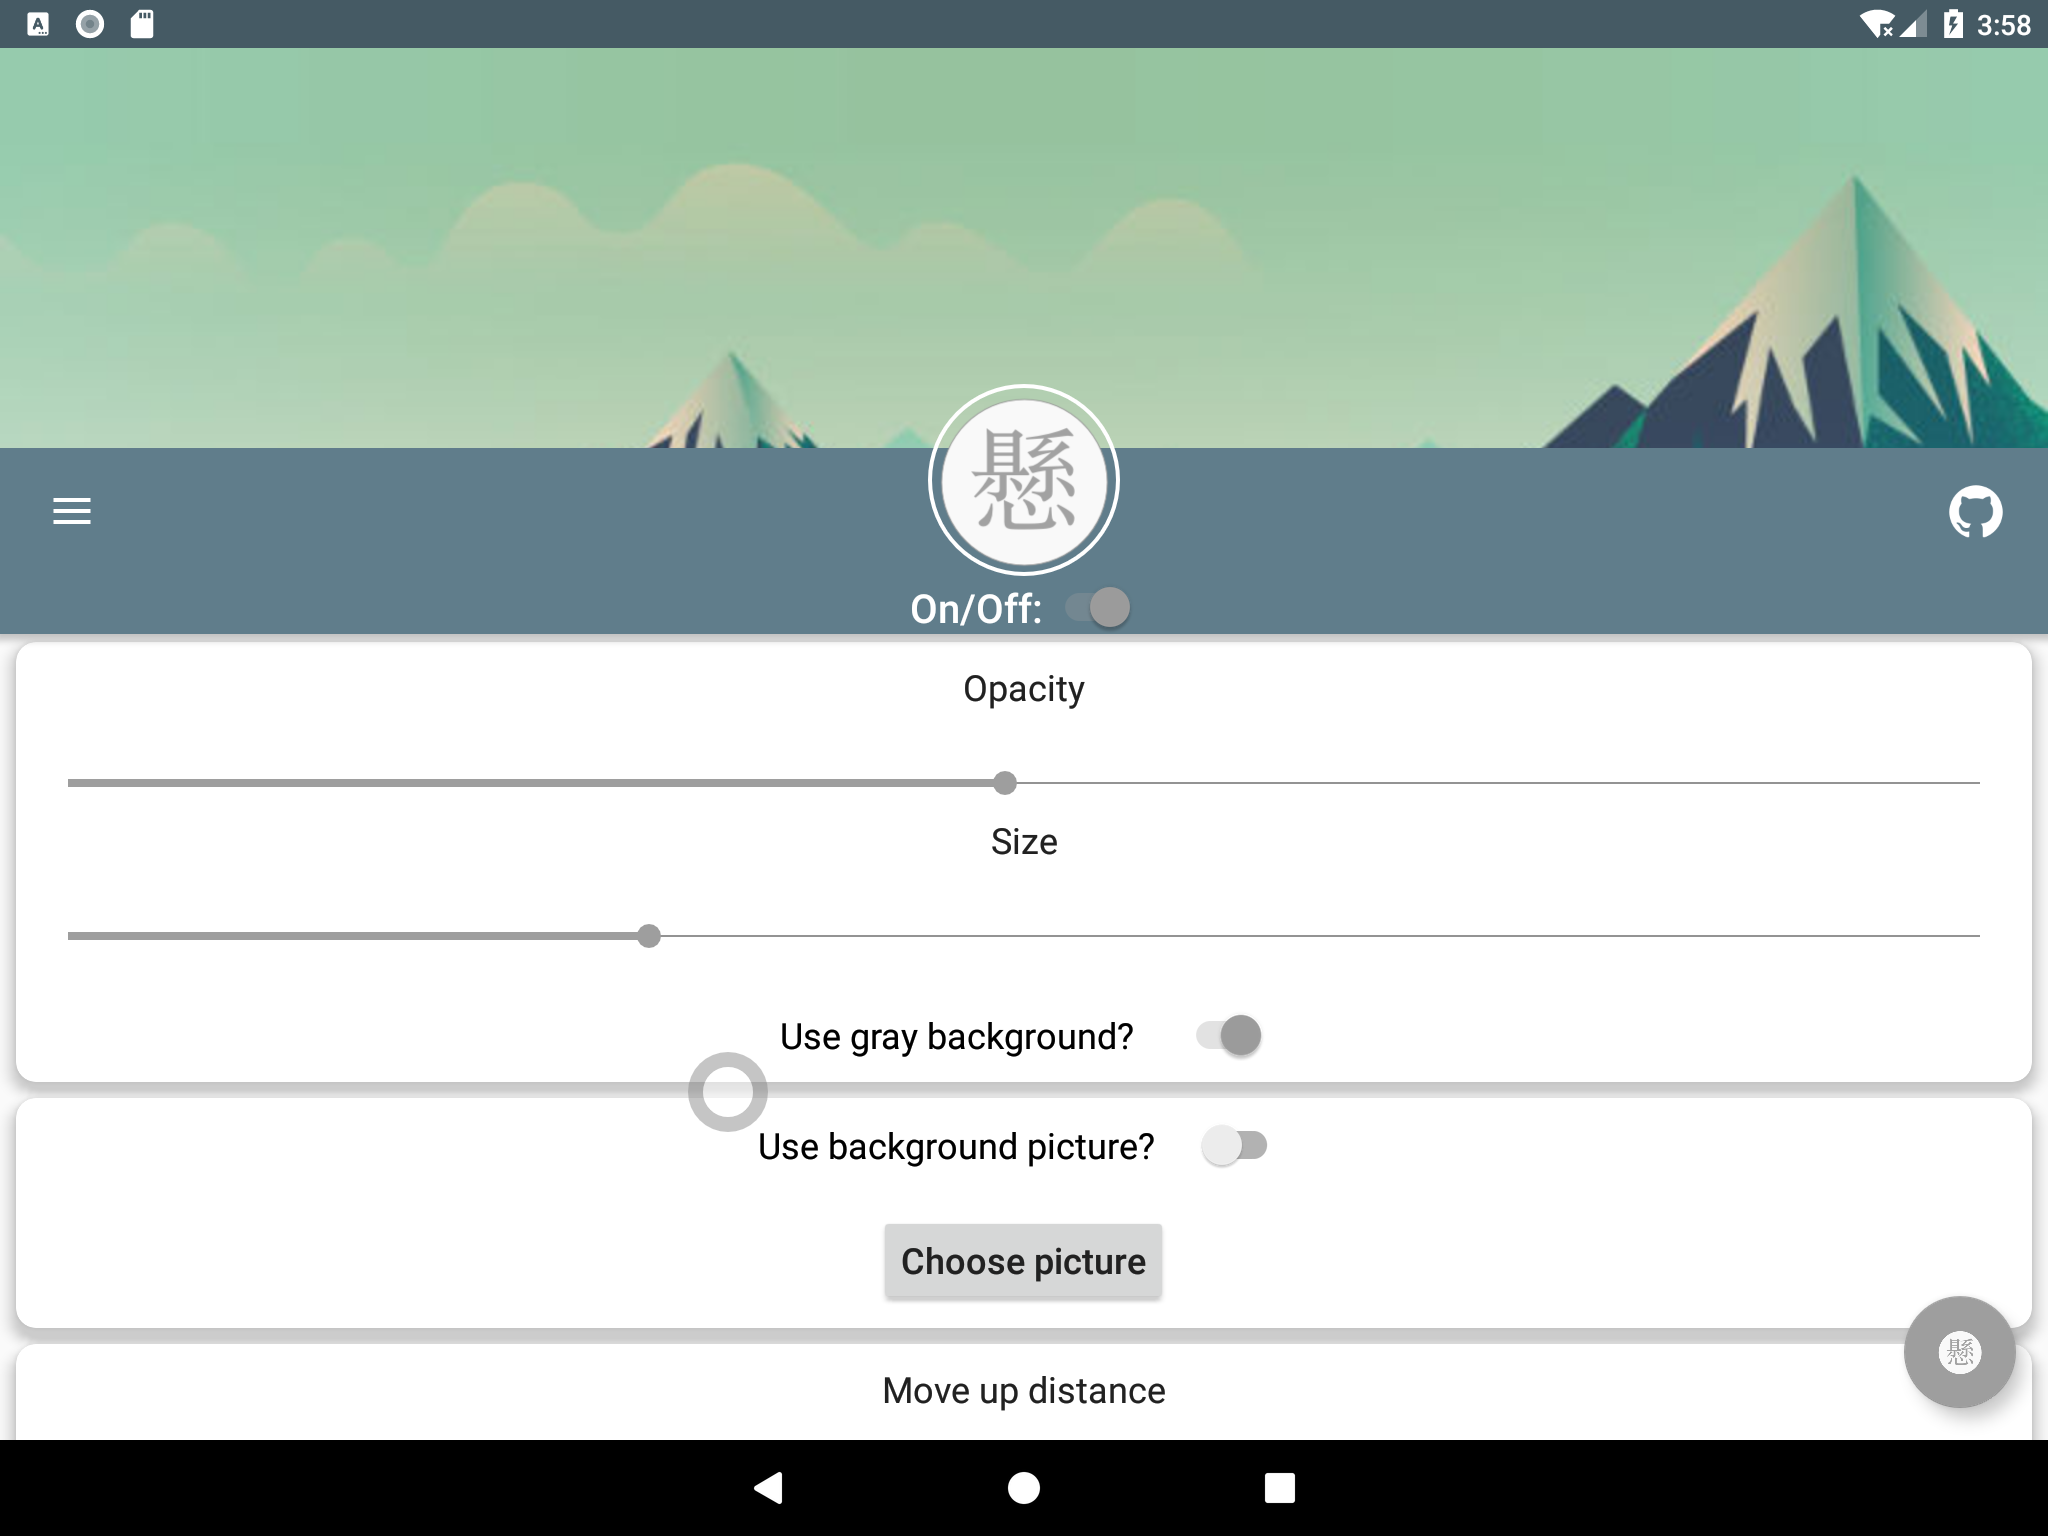 3:58
懸
On/Off:
Opacity
Size
Use gray background?
Use background picture?
Choose picture
懸
Move up distance